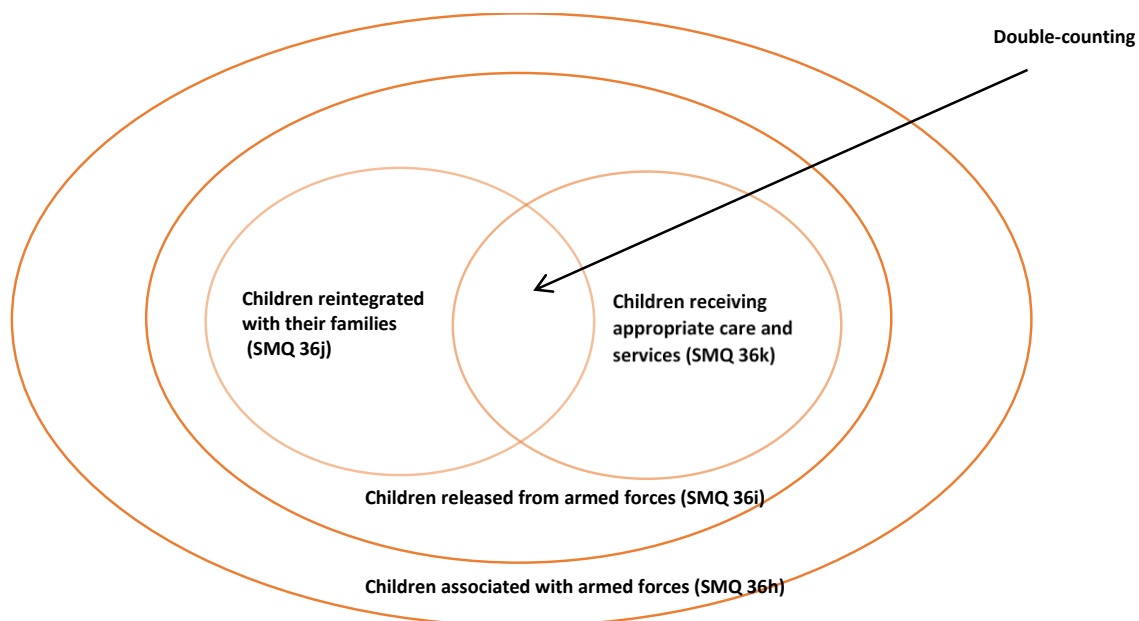 Double-counting
Children reintegrated
with their families
(SMQ 36j)
Children receiving
appropriate care and
services (SMQ 36k)
Children released from armed forces (SMQ 36i)
Children associated with armed forces (SMQ 36h)